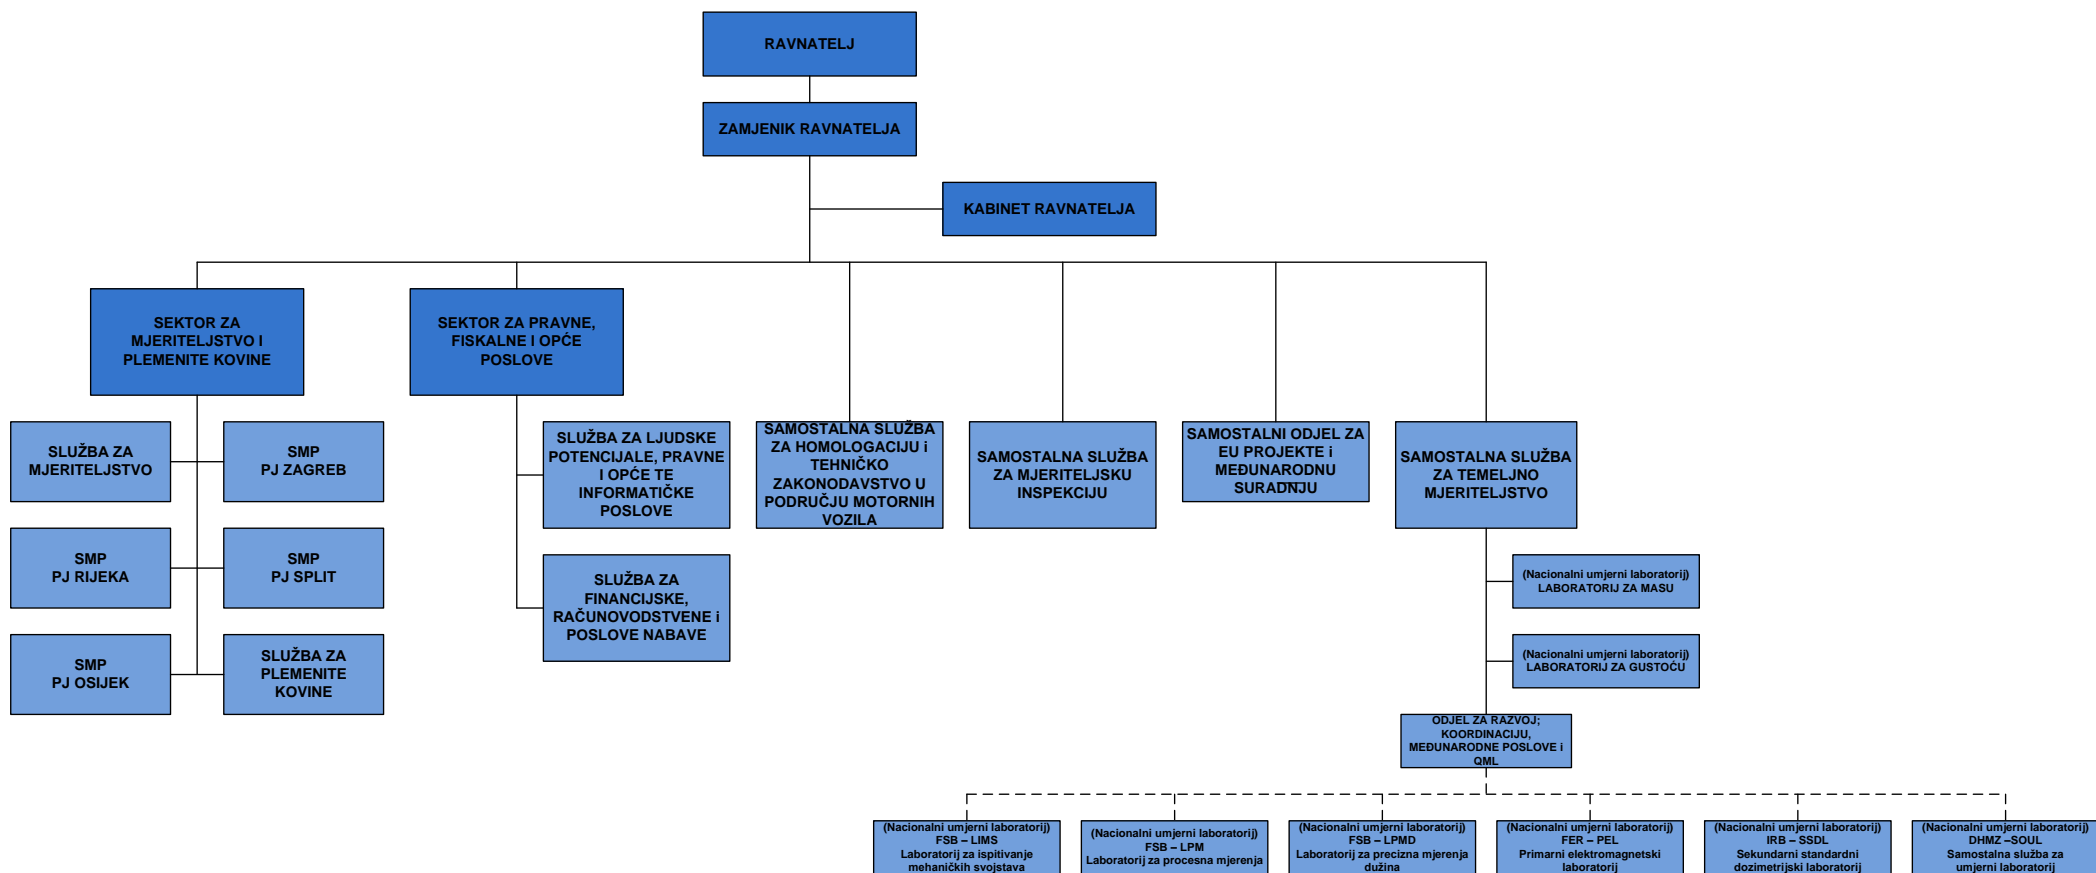 RAVNATELJ
ZAMJENIK RAVNATELJA
KABINET RAVNATELJA
SEKTOR ZA
MJERITELJSTVO I
PLEMENITE KOVINE
SEKTOR ZA PRAVNE,
FISKALNE I OPĆE
POSLOVE
SLUŽBA ZA
MJERITELJSTVO
SMP
PJ ZAGREB
SMP
PJ RIJEKA
SMP
PJ SPLIT
SMP
PJ OSIJEK
SLUŽBA ZA
PLEMENITE
KOVINE
SLUŽBA ZA LJUDSKE
POTENCIJALE, PRAVNE
I OPĆE TE
INFORMATIČKE
POSLOVE
SLUŽBA ZA
FINANCIJSKE,
RAČUNOVODSTVENE i
POSLOVE NABAVE
SAMOSTALNA SLUŽBA
ZA HOMOLOGACIJU i
TEHNIČKO
ZAKONODAVSTVO U
PODRUČJU MOTORNIH
VOZILA
SAMOSTALNA SLUŽBA
ZA MJERITELJSKU
INSPEKCIJU
SAMOSTALNI ODJEL ZA
EU PROJEKTE i
MEĐUNARODNU
SURADNJU
SAMOSTALNA SLUŽBA
ZA TEMELJNO
MJERITELJSTVO
(Nacionalni umjerni laboratorij)
LABORATORIJ ZA MASU
(Nacionalni umjerni laboratorij)
LABORATORIJ ZA GUSTOĆU
ODJEL ZA RAZVOJ;
KOORDINACIJU,
MEĐUNARODNE POSLOVE i
QML
(Nacionalni umjerni laboratorij)
FSB – LIMS
Laboratorij za ispitivanje
mehaničkih svojstava
(Nacionalni umjerni laboratorij)
FSB – LPM
Laboratorij za procesna mjerenja
(Nacionalni umjerni laboratorij)
FSB – LPMD
Laboratorij za precizna mjerenja
dužina
(Nacionalni umjerni laboratorij)
FER – PEL
Primarni elektromagnetski
laboratorij
(Nacionalni umjerni laboratorij)
IRB – SSDL
Sekundarni standardni
dozimetrijski laboratorij
(Nacionalni umjerni laboratorij)
DHMZ –SOUL
Samostalna služba za
umjerni laboratorij